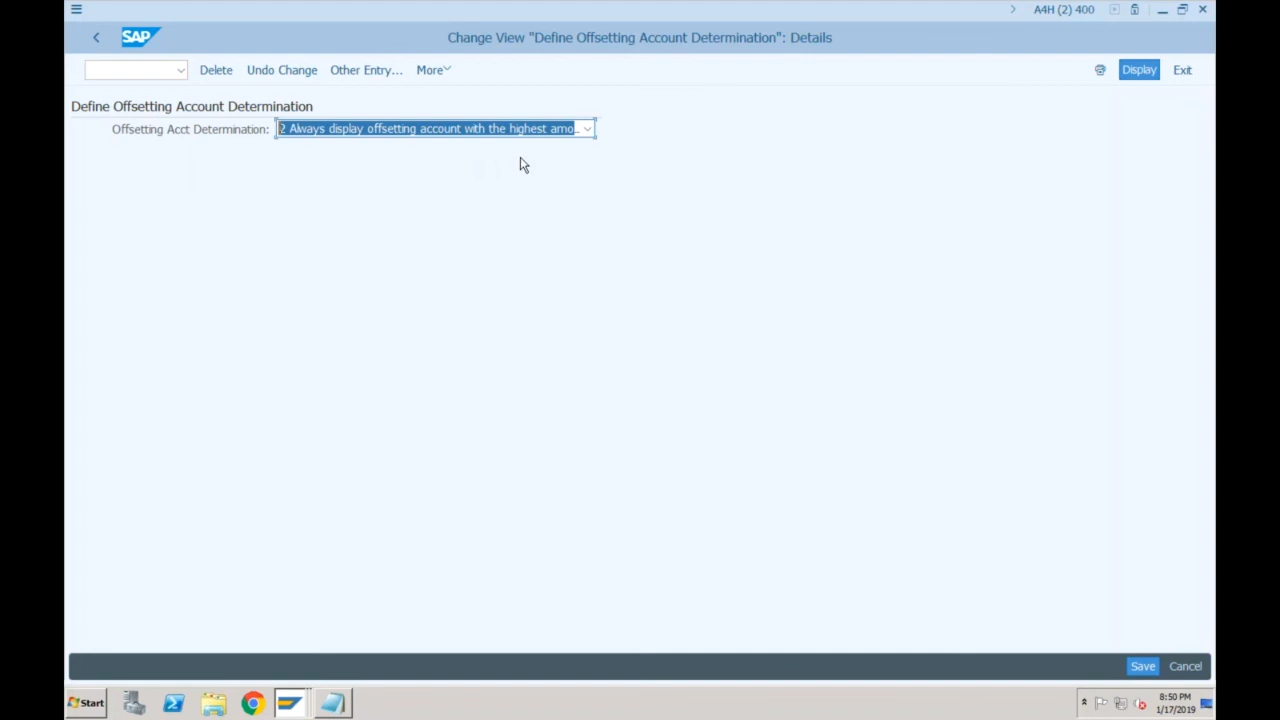 A4H (2) 400
SAP
Change View "Define Offsetting Account Determination": Details
Delete Undo Change Other Entry... More Display Exit
Define Offsetting Account Determination
Offsetting Acct Determination: 2 Always display offsetting account with the highest amo..
Save Cancel
Start
8:50 PM
1/17/2019